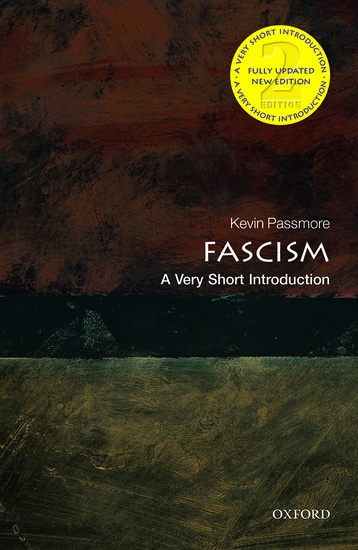 · A VERY SHORT INTRODUCTION ·
2
FULLY UPDATED
NEW EDITION
EDITION
A VERY SHORT INTRODUCTION
Kevin Passmore
FASCISM
A Very Short Introduction
OXFORD